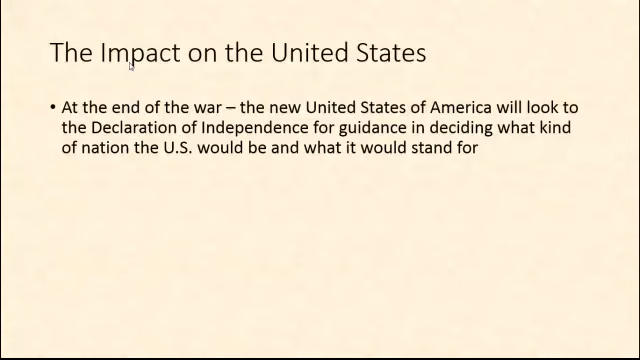 The Impact on the United States
• At the end of the war – the new United States of America will look to
the Declaration of Independence for guidance in deciding what kind
of nation the U.S. would be and what it would stand for